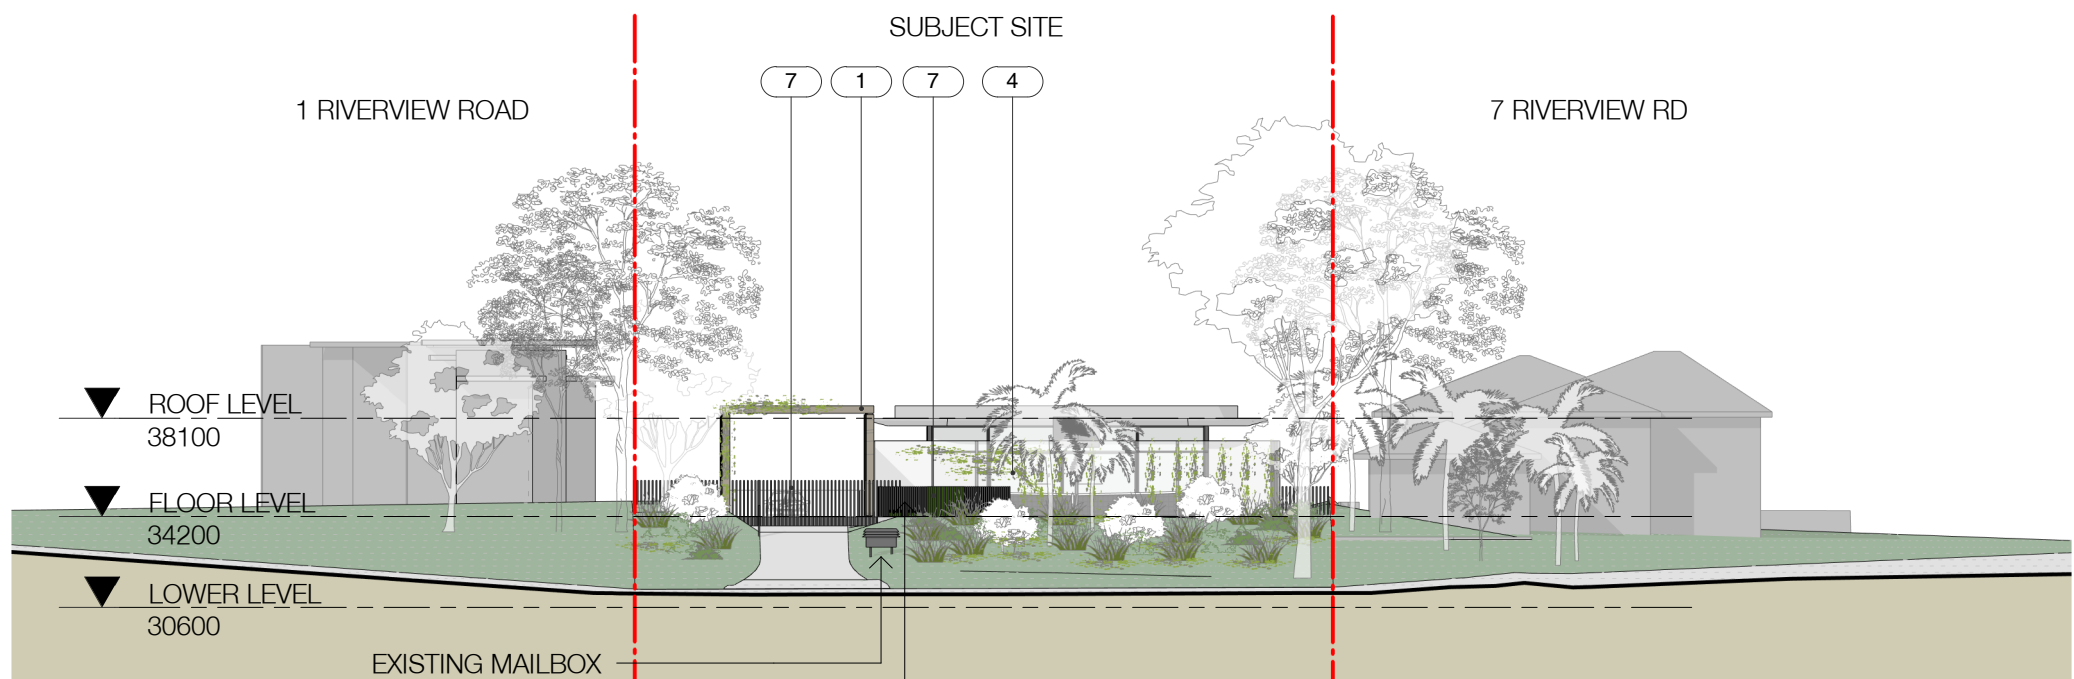 SUBJECT SITE
7 1 7 4
1 RIVERVIEW ROAD
7 RIVERVIEW RD
ROOF LEVEL
38100
FLOOR LEVEL
34200
LOWER LEVEL
30600
EXISTING MAILBOX